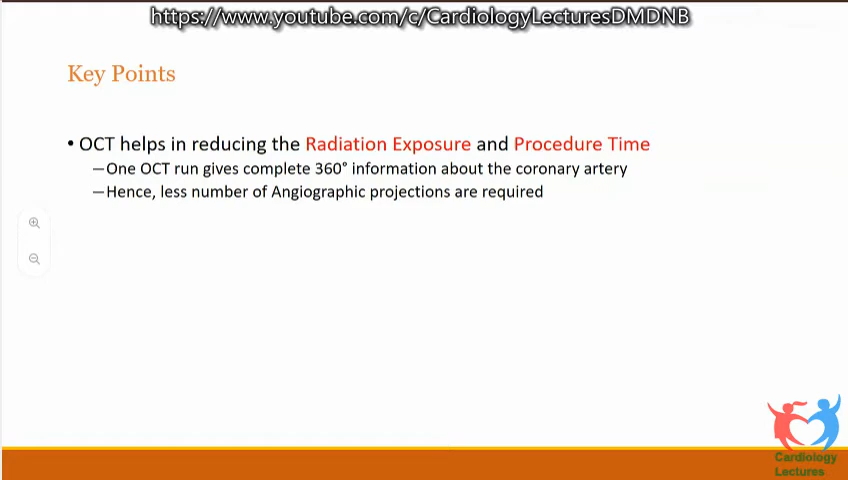 https://www.youtube.com/c/CardiologyLecturesDMDNB
Key Points
• OCT helps in reducing the Radiation Exposure and Procedure Time
–One OCT run gives complete 360° information about the coronary artery
–Hence, less number of Angiographic projections are required
Cardiology
Lectures